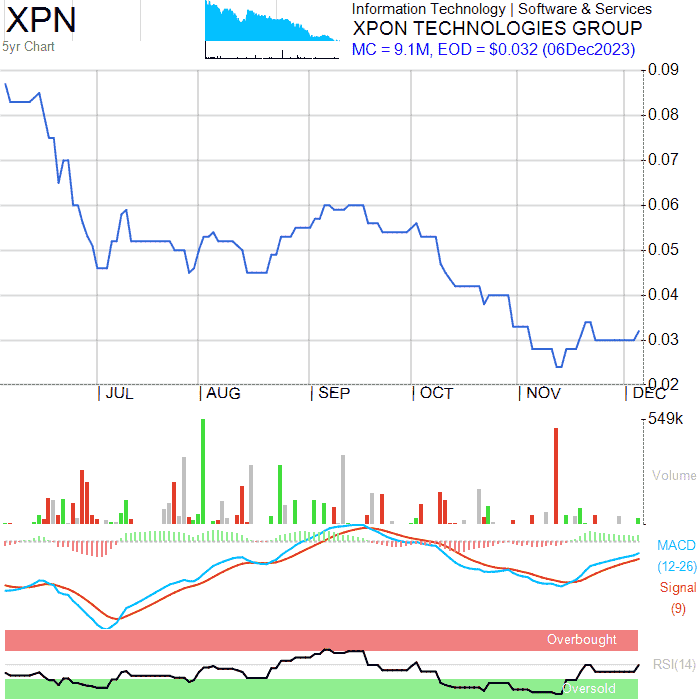 XPN
5yr Chart
Information Technology | Software & Services
XPON TECHNOLOGIES GROUP
MC = 9.1M, EOD = $0.032 (06Dec2023)
0.09
0.08
0.07
0.06
0.05
0.04
0.03
0.02
| JUL | AUG | SEP | OCT | NOV | DEC
549k
Volume
MACD
(12-26)
Signal
(9)
Overbought
RSI(14)
Oversold